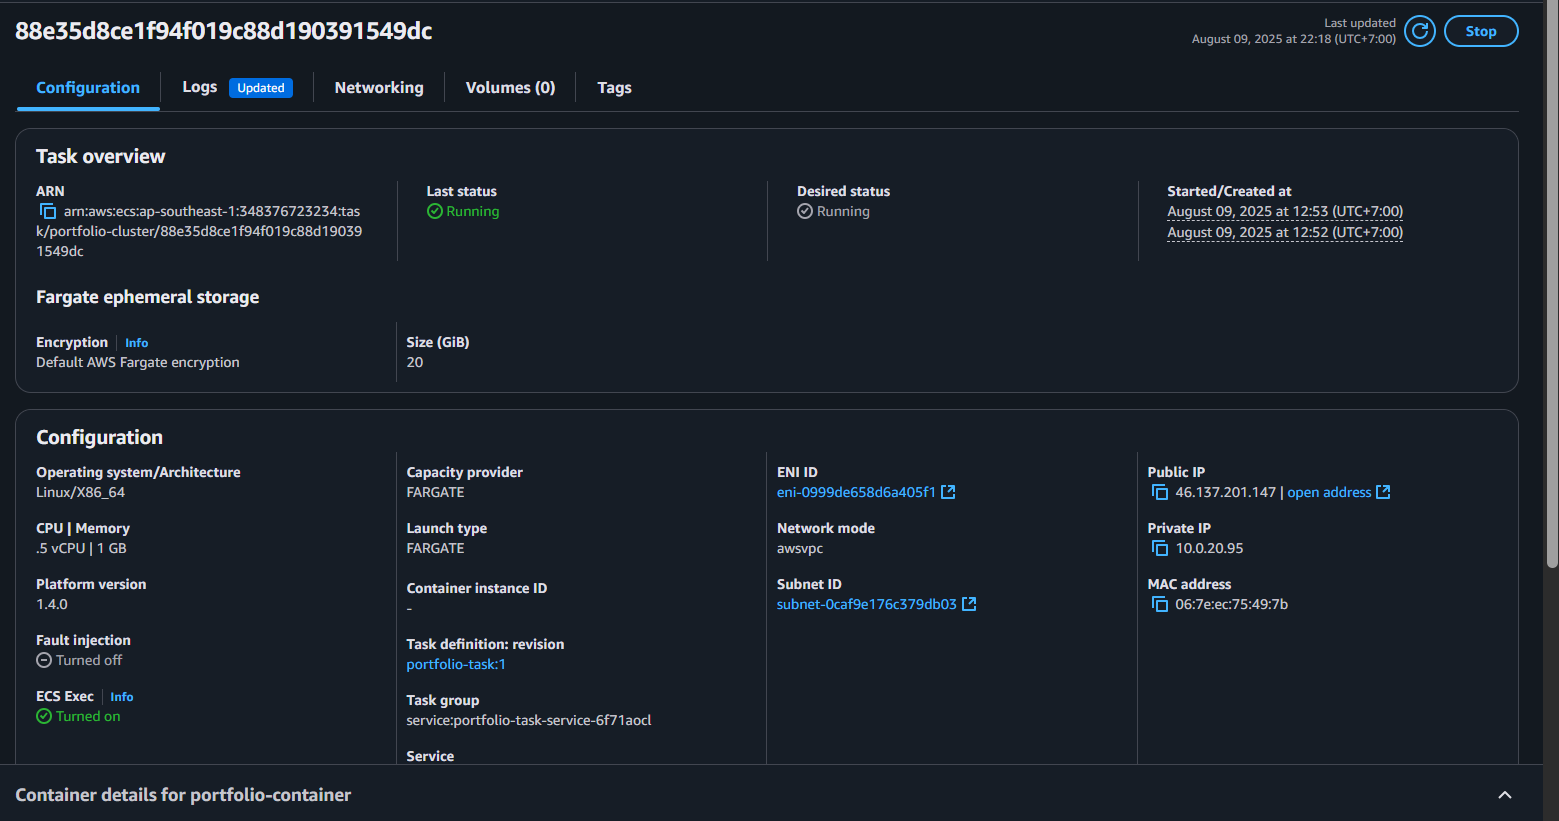 88e35d8ce1f94f019c88d190391549dc
Last updated
August 09, 2025 at 22:18 (UTC+7:00)
Stop
Configuration
Logs Updated
Networking
Volumes (0)
Tags
Task overview
ARN
arn:aws:ecs:ap-southeast-1:348376723234:tas
k/portfolio-cluster/88e35d8ce1f94f019c88d19039
1549dc
Last status
Running
Desired status
Running
Started/Created at
August 09, 2025 at 12:53 (UTC+7:00)
August 09, 2025 at 12:52 (UTC+7:00)
Fargate ephemeral storage
Encryption Info
Default AWS Fargate encryption
Size (GiB)
20
Configuration
Operating system/Architecture
Linux/X86_64
CPU | Memory
.5 vCPU | 1 GB
Platform version
1.4.0
Fault injection
Turned off
ECS Exec Info
Turned on
Capacity provider
FARGATE
Launch type
FARGATE
Container instance ID
-
Task definition: revision
portfolio-task:1
Task group
service:portfolio-task-service-6f71aocl
Service
ENI ID
eni-0999de658d6a405f1
Network mode
awsvpc
Subnet ID
subnet-0caf9e176c379db03
Public IP
46.137.201.147 | open address
Private IP
10.0.20.95
MAC address
06:7e:ec:75:49:7b
Container details for portfolio-container